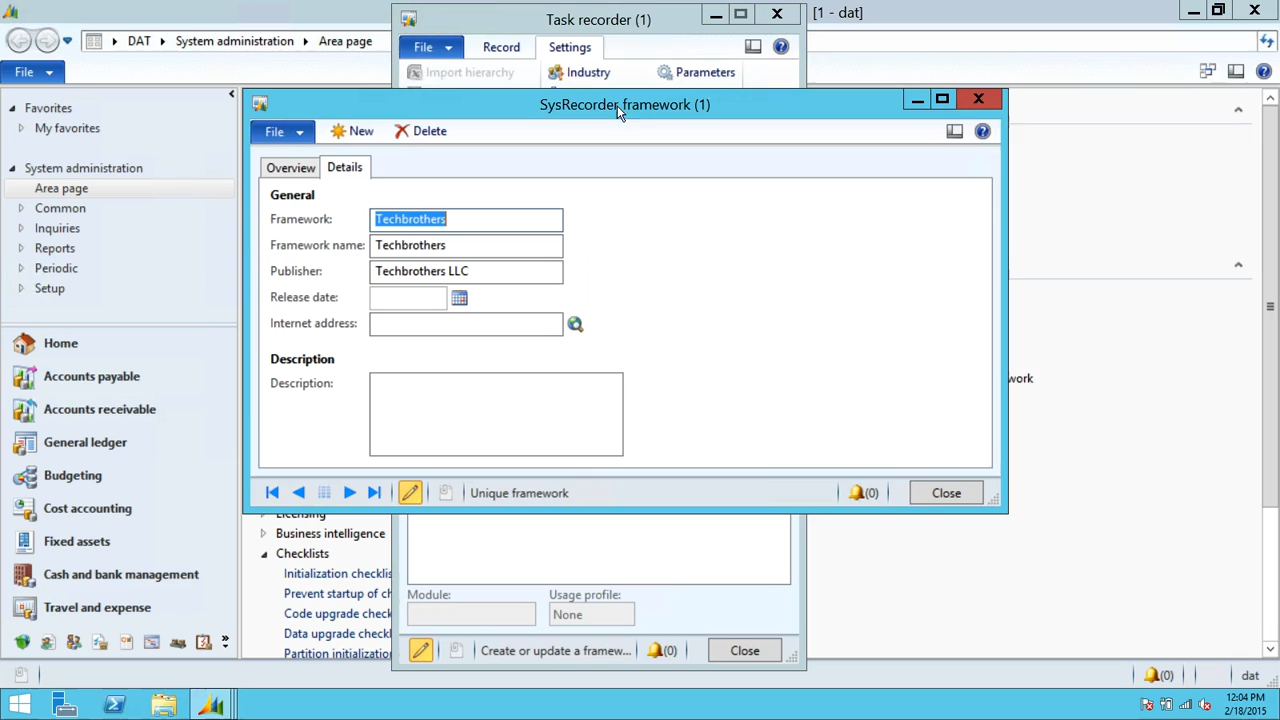 Task recorder (1)
[1 - dat]
DAT
System administration
Area page
File
Record
Settings
File
Import hierarchy
Industry
Parameters
SysRecorder framework (1)
Favorites
My favorites
System administration
Area page
Common
Inquiries
Reports
Periodic
Setup
File
New
Delete
Overview
Details
General
Framework:
Techbrothers
Framework name:
Techbrothers
Publisher:
Techbrothers LLC
Release date:
Internet address:
Description
Description:
Unique framework
(0)
Close
work
Home
Accounts payable
Accounts receivable
General ledger
Budgeting
Cost accounting
Fixed assets
Cash and bank management
Travel and expense
Licensing
Business intelligence
Checklists
Initialization checklis
Prevent startup of ch
Code upgrade check
Data upgrade checkl
Partition initializatio
Module:
Usage profile:
None
Create or update a framew...
(0)
Close
(0)
dat
12:04 PM
2/18/2015